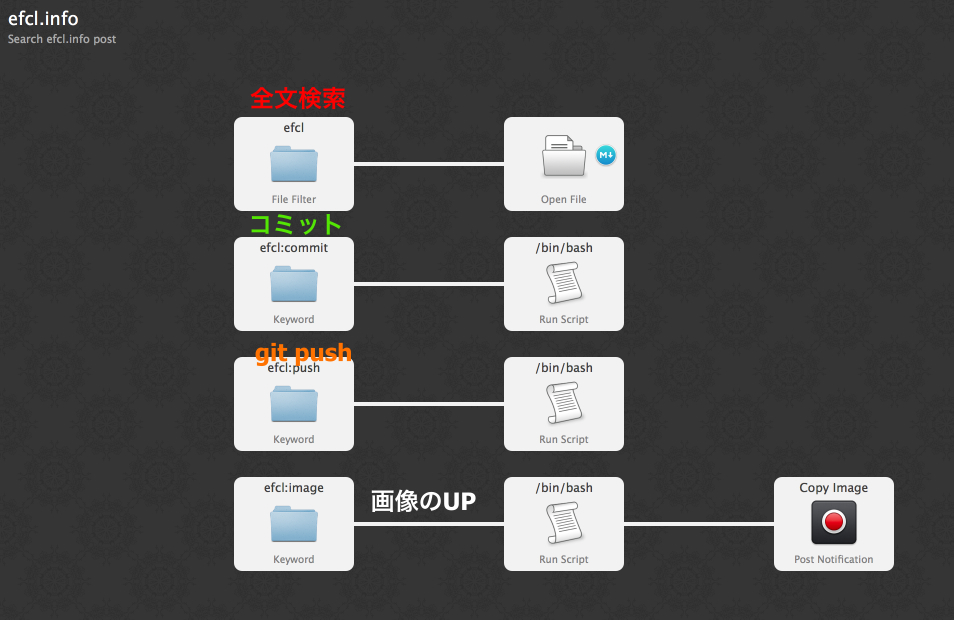 efcl.info
Search efcl.info post
全文検索
efcl
File Filter
M↓
Open File
コミット
efcl:commit
Keyword
/bin/bash
Run Script
git push
efcl:push
Keyword
/bin/bash
Run Script
efcl:image
Keyword
画像のUP
/bin/bash
Run Script
Copy Image
Post Notification